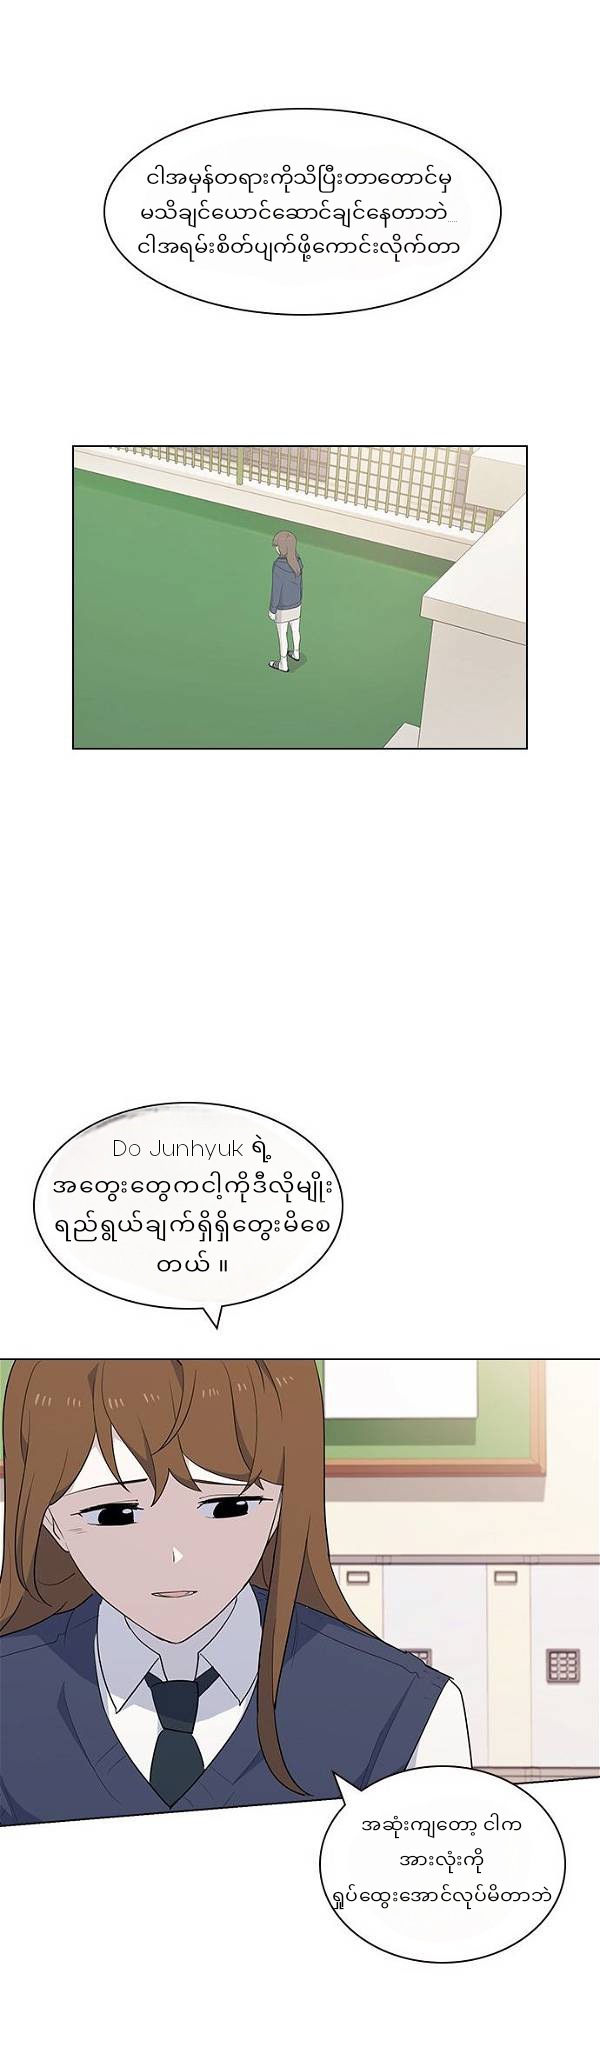 ငါအမှန်တရားကိုသိပြီးတာတောင်မှ
မသိချင်ယောင်ဆောင်ချင်နေတာဘဲ.....
ငါအရမ်းစိတ်ပျက်ဖို့ကောင်းလိုက်တာ
Do Junhyuk ရဲ့
အတွေးတွေကငါ့ကိုဒီလိုမျိုး
ရည်ရွယ်ချက်ရှိရှိတွေးမိစေ
တယ် ။
အဆုံးကျတော့ ငါက
အားလုံးကို
ရှုပ်ထွေးအောင်လုပ်မိတာဘဲ